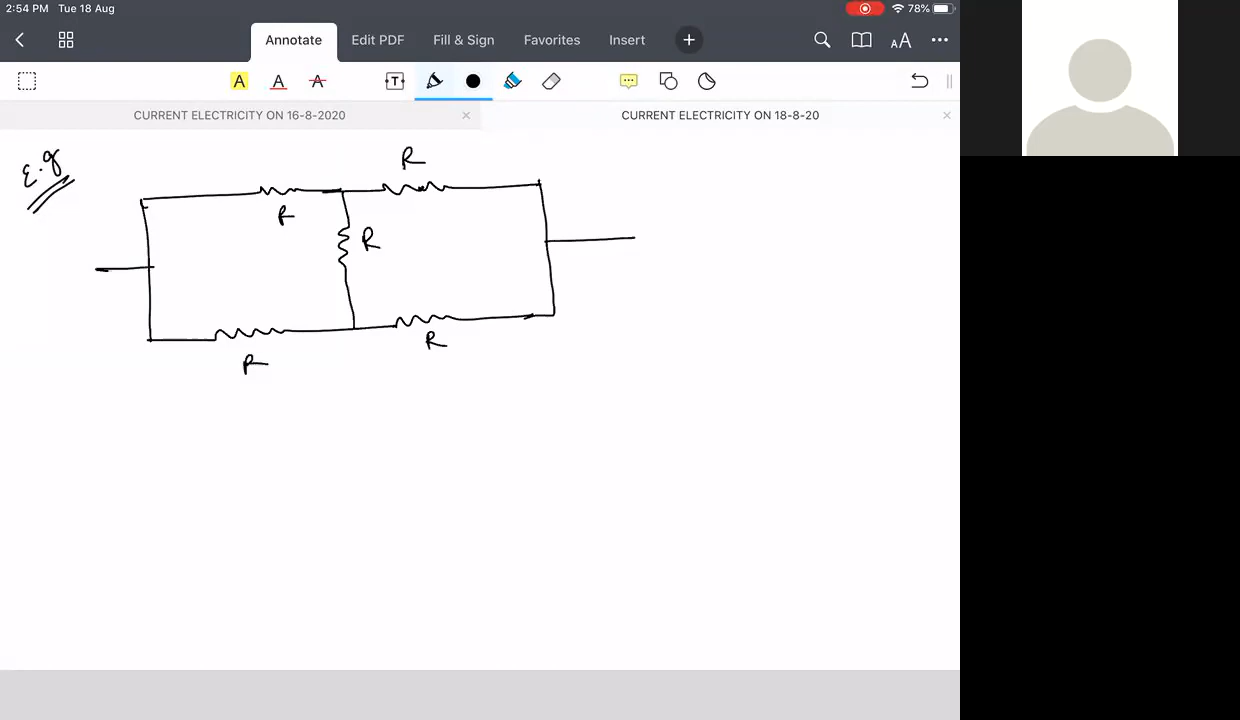 2:54 PM Tue 18 Aug 78%
Annotate Edit PDF Fill & Sign Favorites Insert
A A A T AA
CURRENT ELECTRICITY ON 16-8-2020 CURRENT ELECTRICITY ON 18-8-20
E.g
R
R
R
R
R